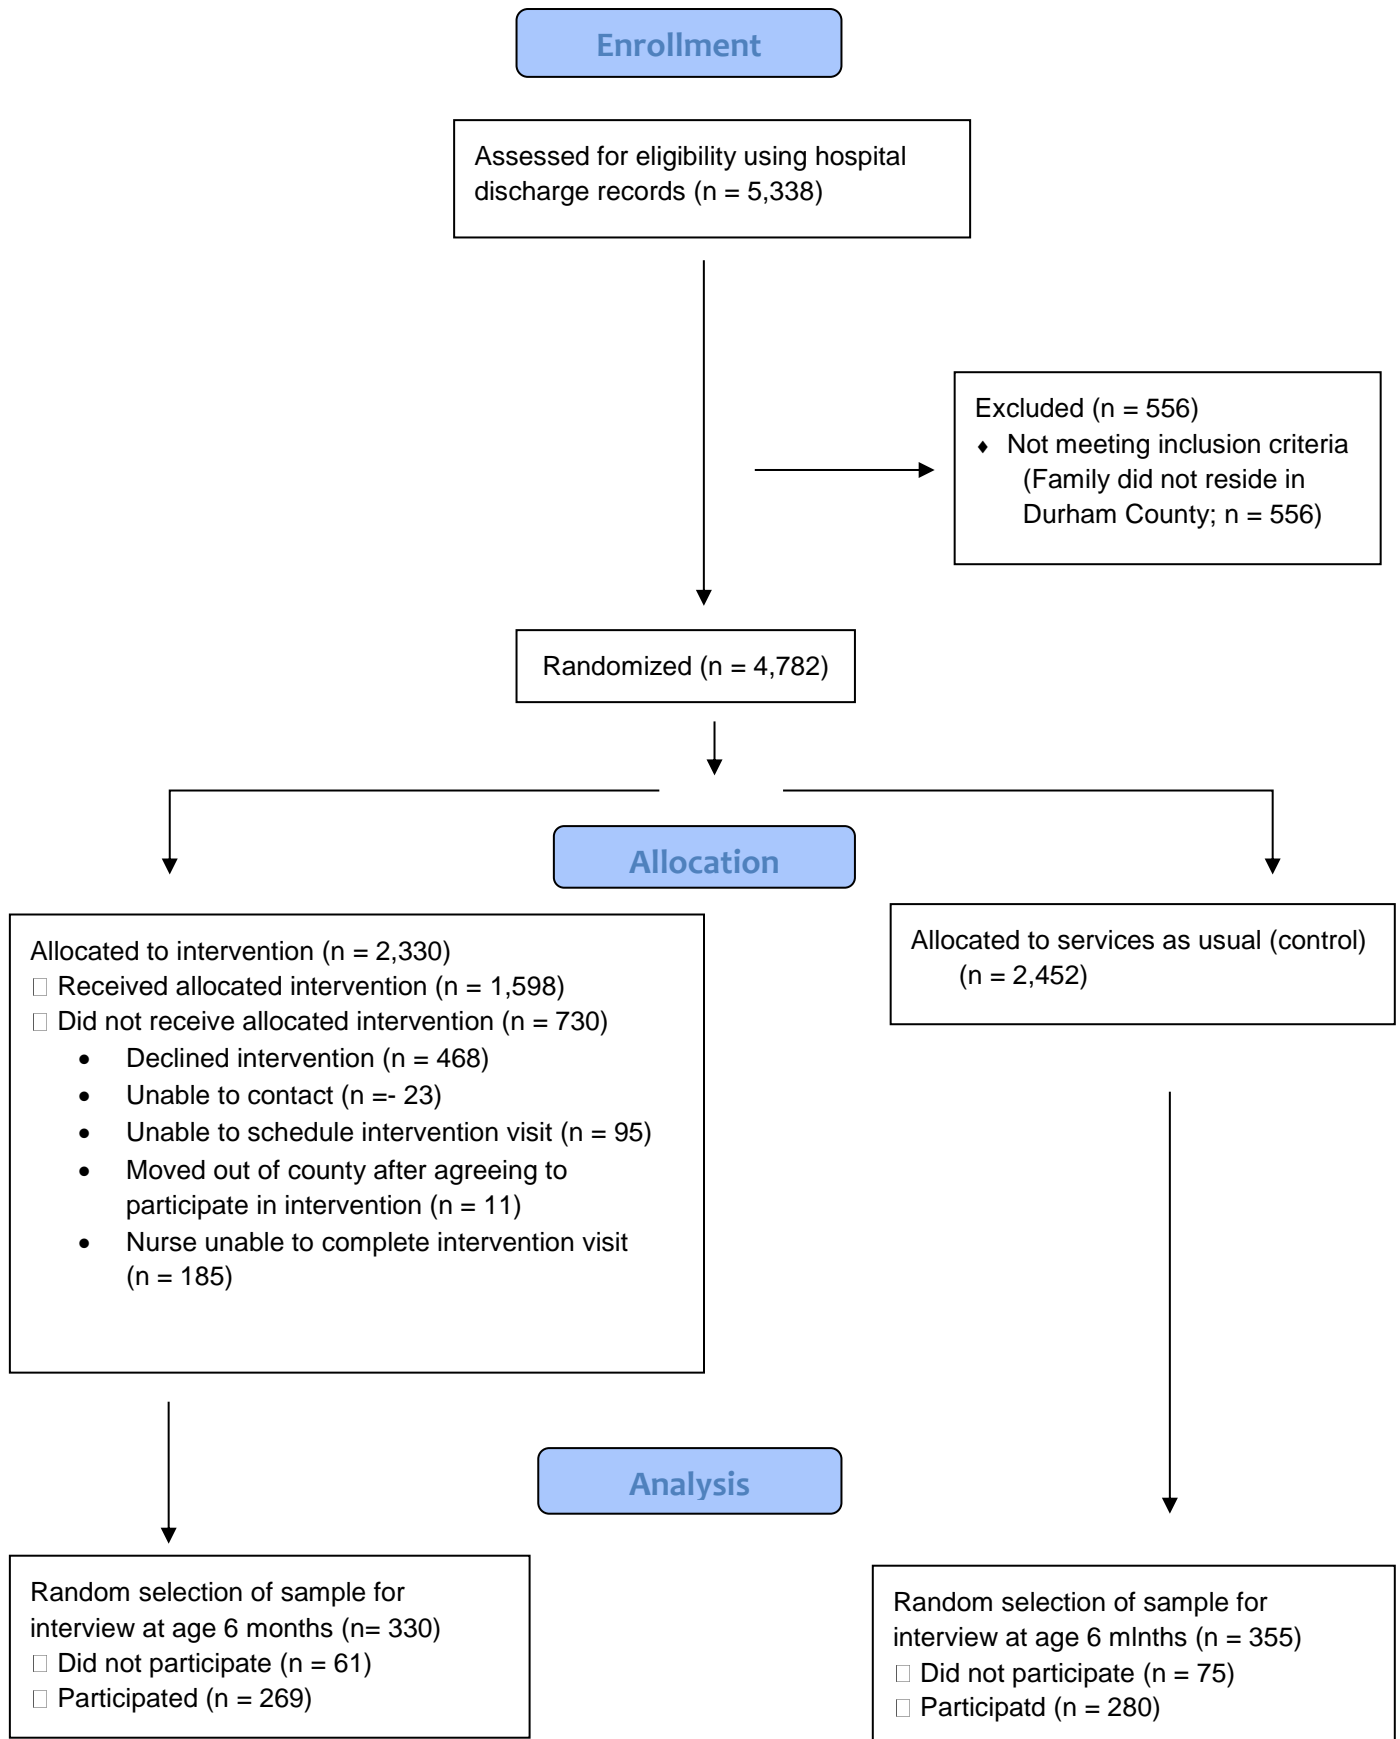 Enrollment
Assessed for eligibility using hospital
discharge records (n = 5,338)
Excluded (n = 556)
♦ Not meeting inclusion criteria
(Family did not reside in
Durham County; n = 556)
Randomized (n = 4,782)
Allocation
Allocated to intervention (n = 2,330)
□ Received allocated intervention (n = 1,598)
□ Did not receive allocated intervention (n = 730)
• Declined intervention (n = 468)
• Unable to contact (n =- 23)
• Unable to schedule intervention visit (n = 95)
• Moved out of county after agreeing to
participate in intervention (n = 11)
• Nurse unable to complete intervention visit
(n = 185)
Allocated to services as usual (control)
(n = 2,452)
Analysis
Random selection of sample for
interview at age 6 months (n= 330)
□ Did not participate (n = 61)
□ Participated (n = 269)
Random selection of sample for
interview at age 6 mlnths (n = 355)
□ Did not participate (n = 75)
□ Participatd (n = 280)